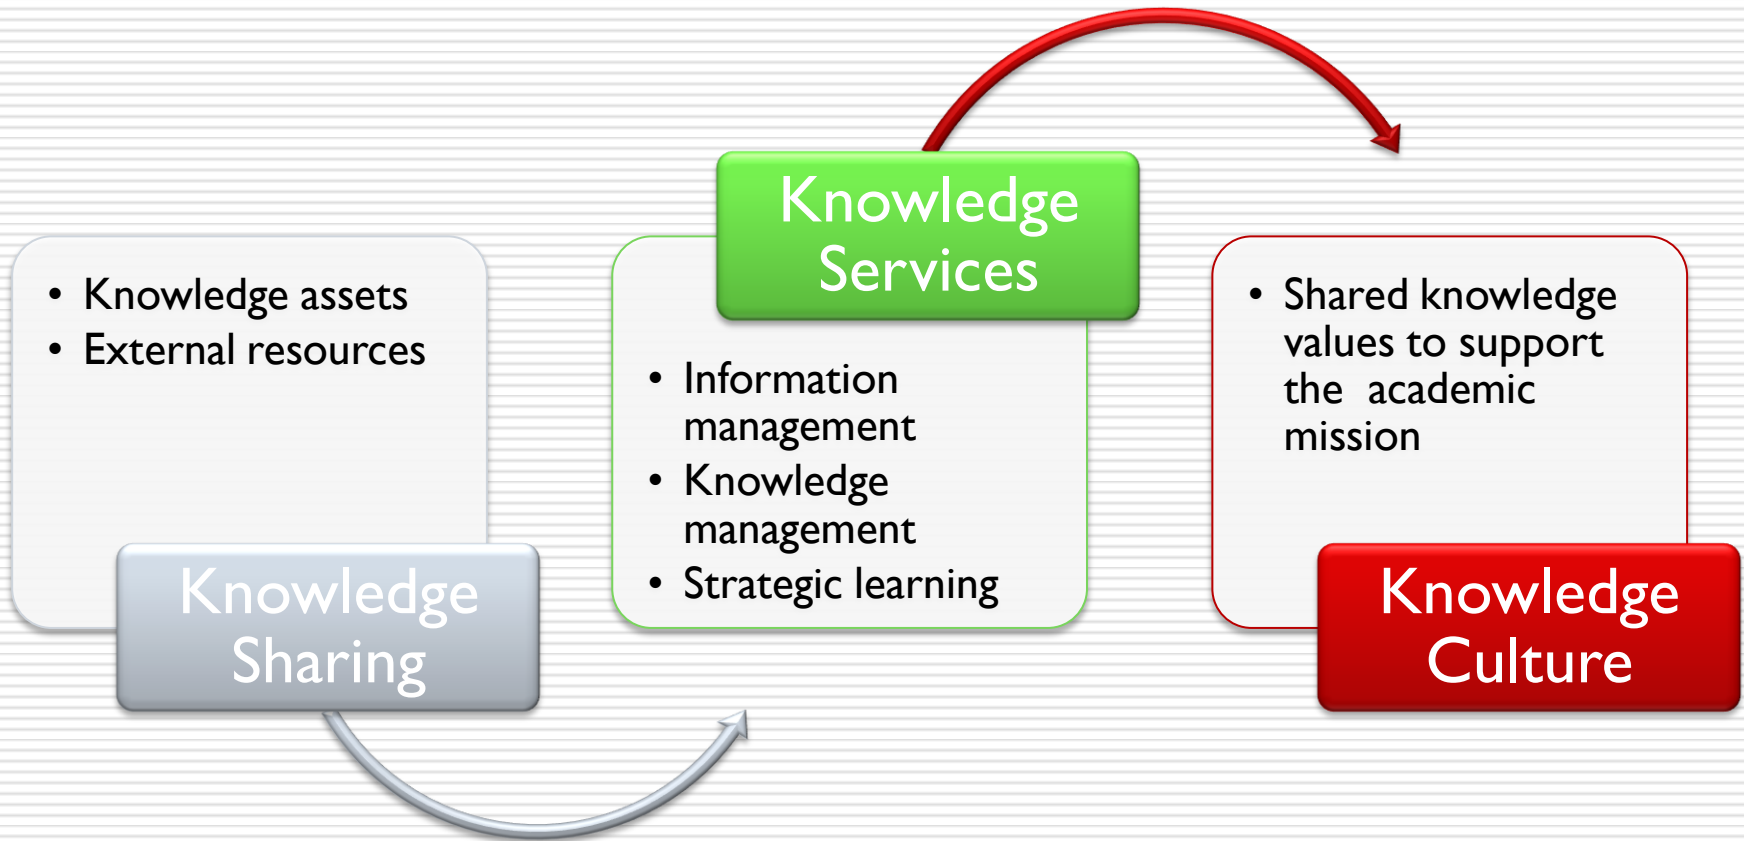 • Knowledge assets
• External resources
Knowledge
Sharing
Knowledge
Services
• Information
management
• Knowledge
management
• Strategic learning
• Shared knowledge
values to support
the  academic
mission
Knowledge
Culture